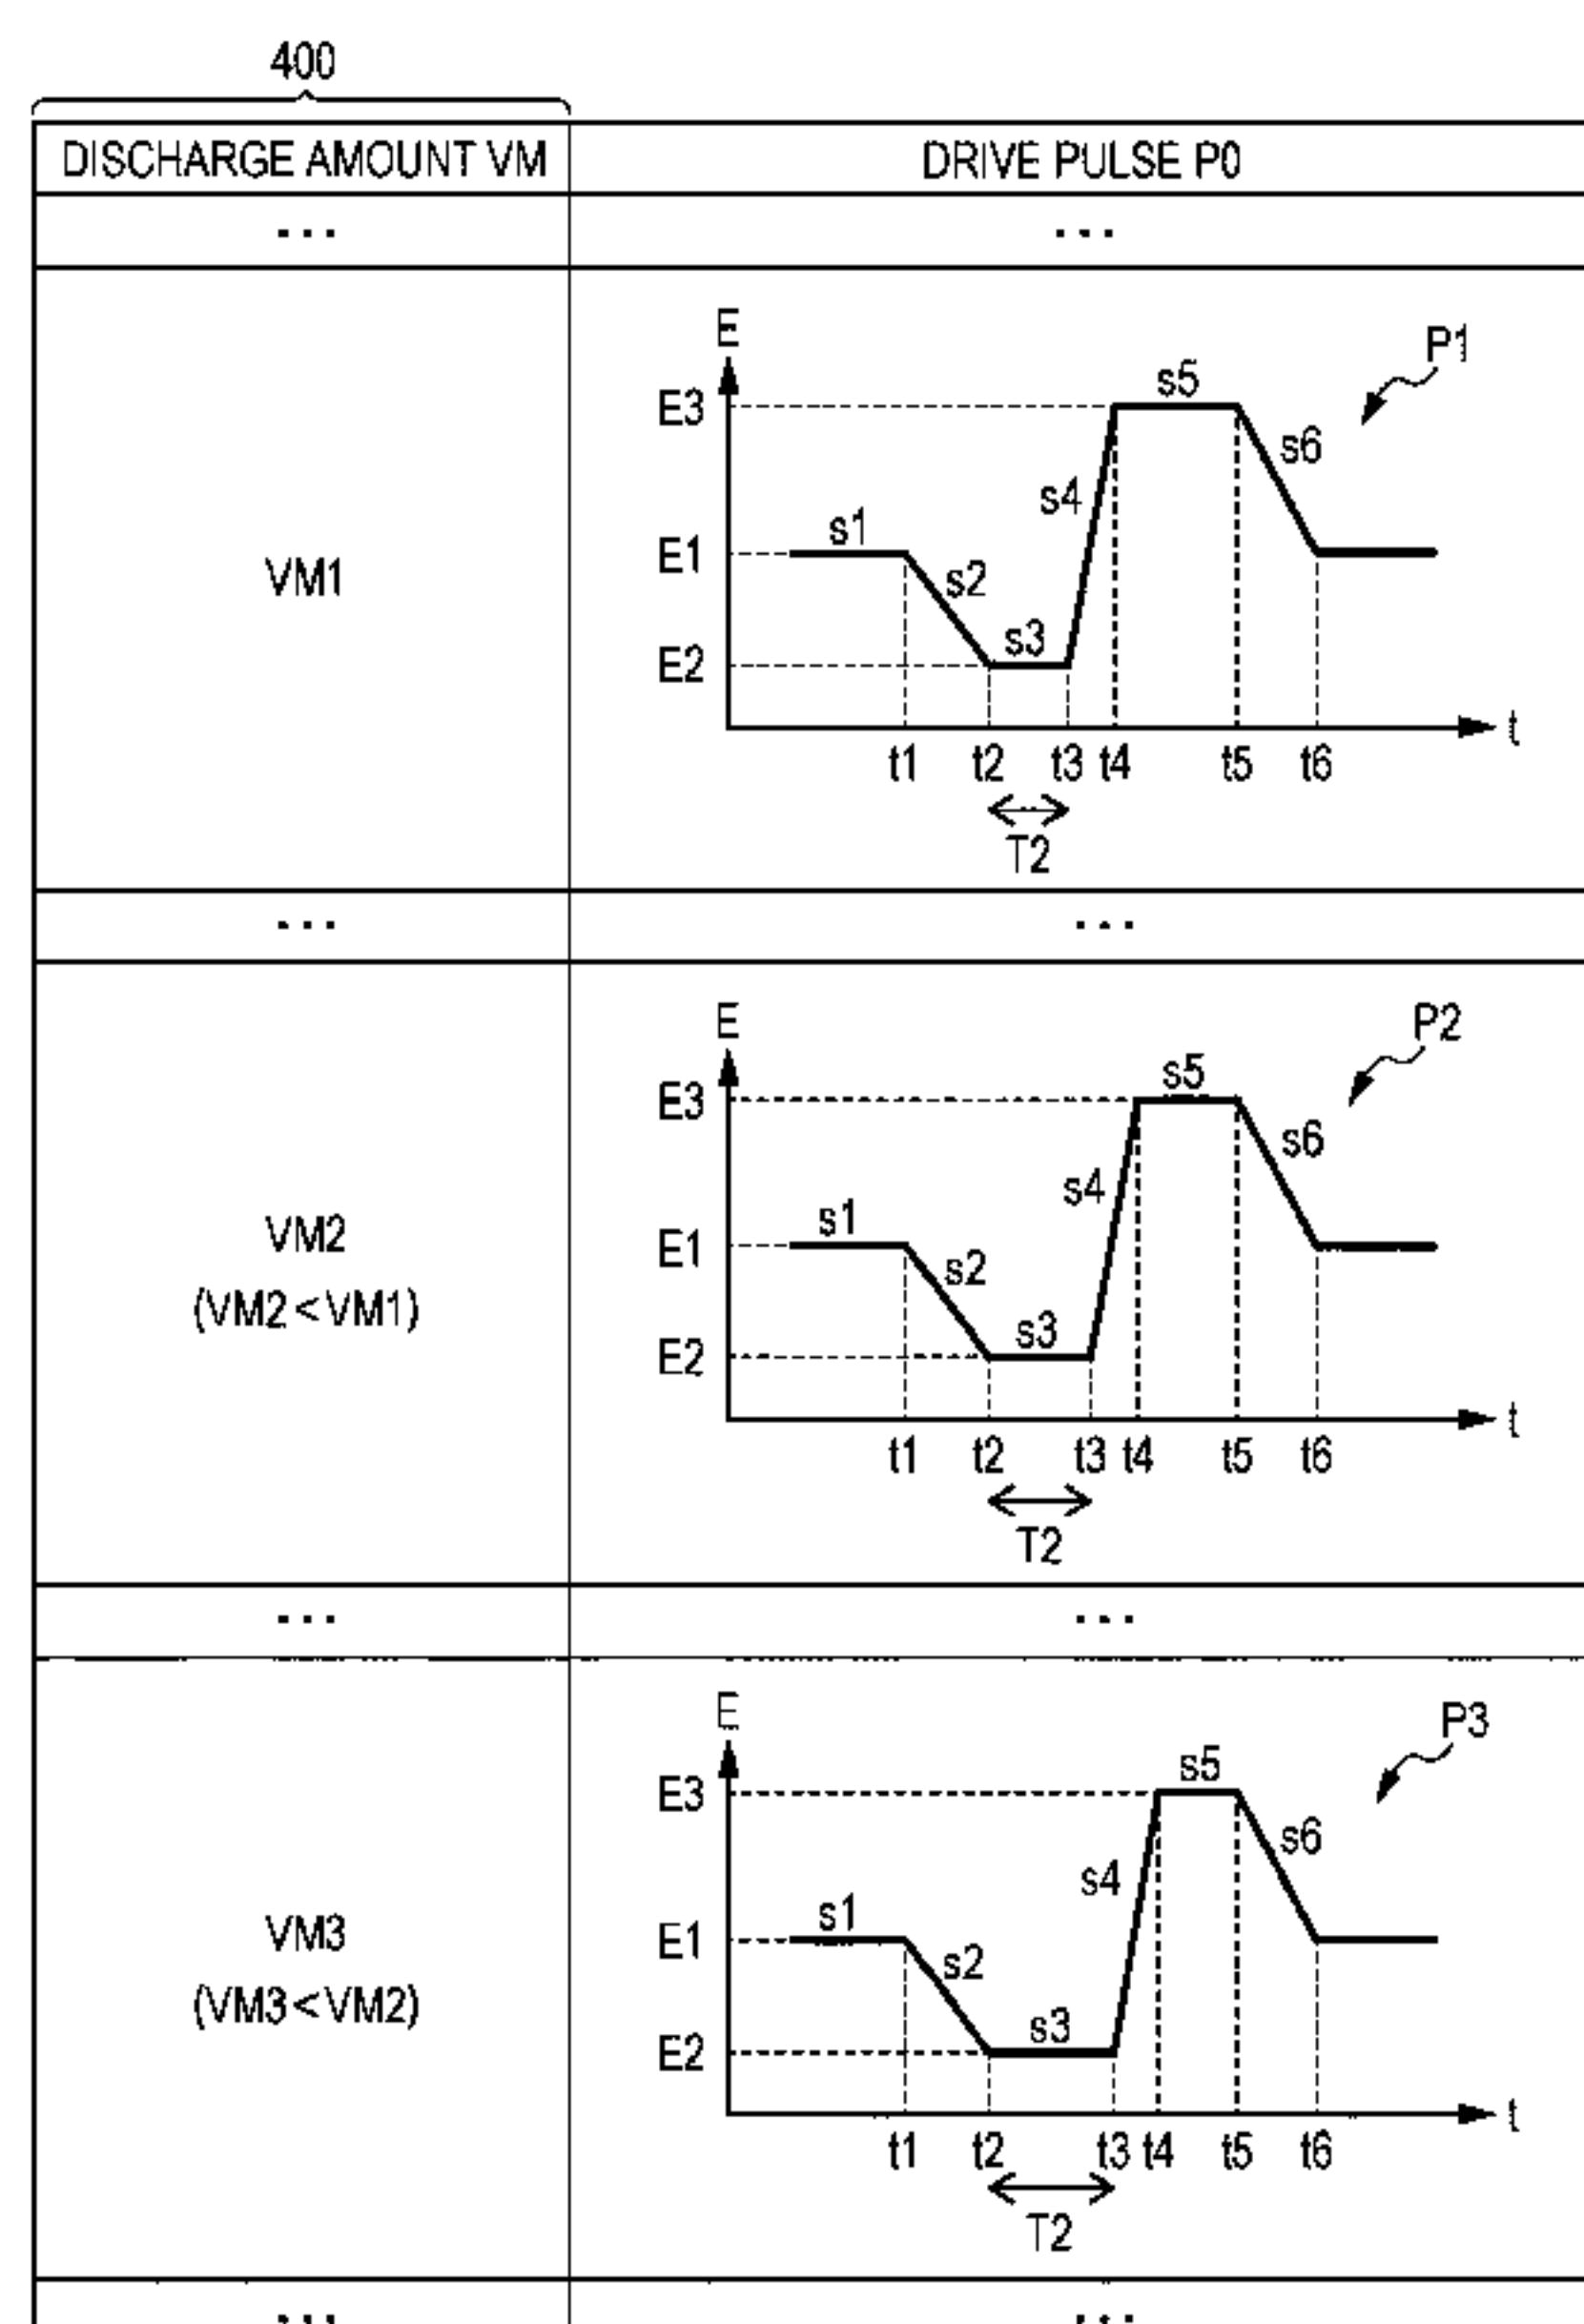 400
DISCHARGE AMOUNT VM DRIVE PULSE P0
... ...
VM1
E
P1
E3 s5
s6
s4
E1 s1
s2
E2 s3
t
t1 t2 t3 t4 t5 t6
T2
... ...
VM2
(VM2<VM1)
E
P2
E3 s5
s6
s4
E1 s1
s2
E2 s3
t
t1 t2 t3 t4 t5 t6
T2
... ...
VM3
(VM3<VM2)
E
P3
E3 s5
s6
s4
E1 s1
s2
E2 s3
t
t1 t2 t3 t4 t5 t6
T2
... ...